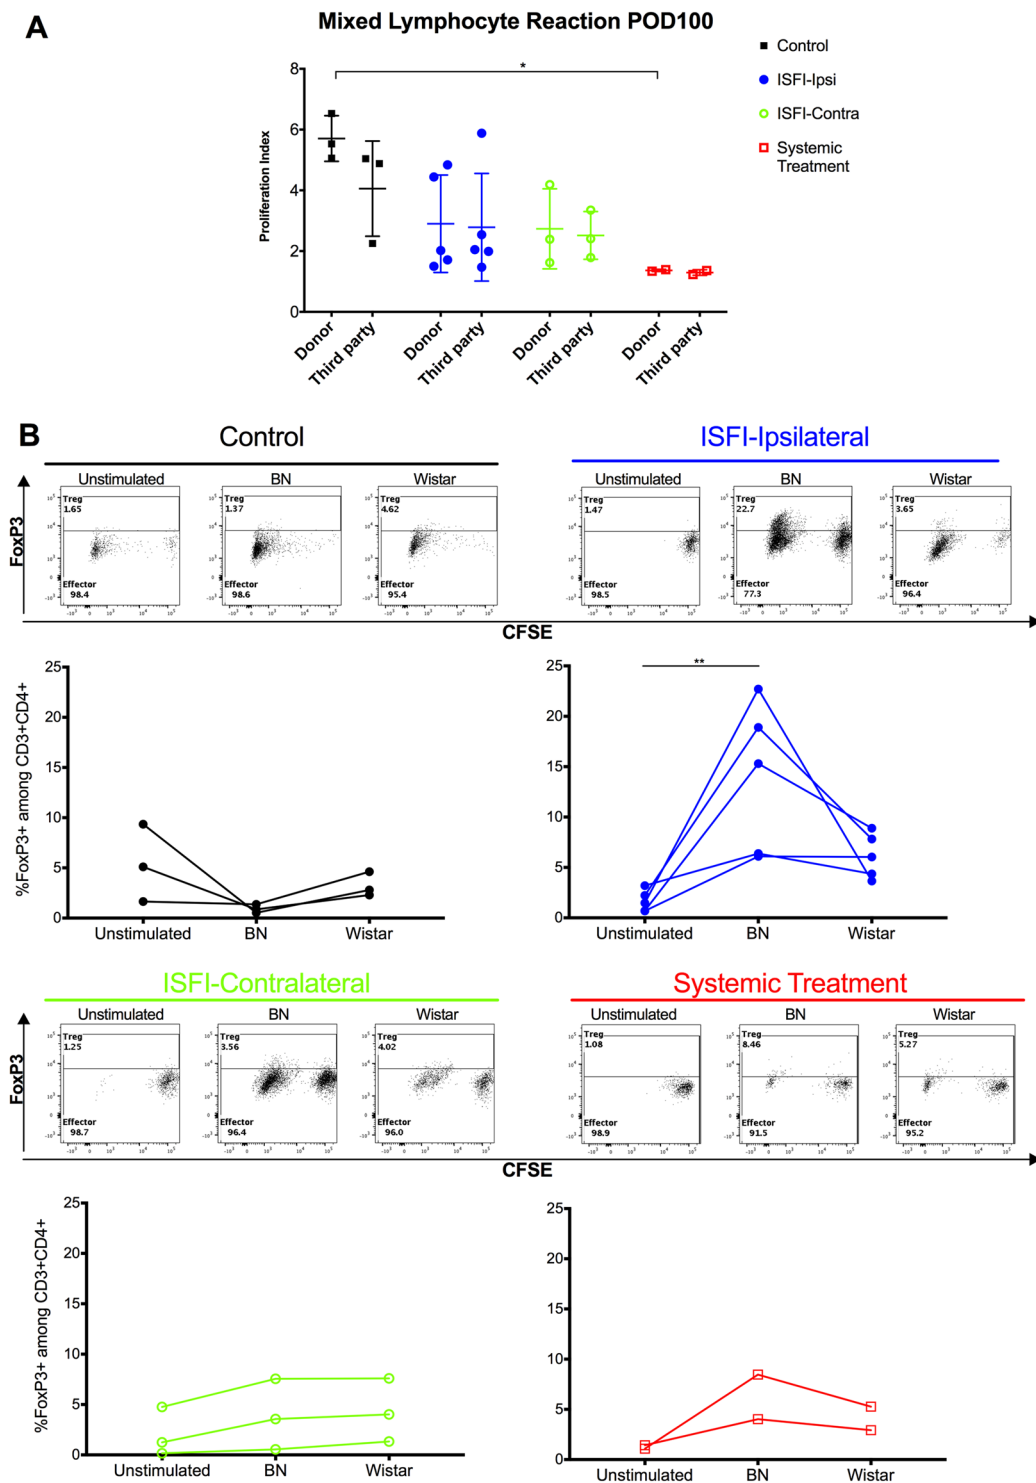 A
Mixed Lymphocyte Reaction POD100
Control
ISFI-Ipsi
ISFI-Contra
Systemic
Treatment
*
Proliferation Index
8
6
4
2
0
Donor
Third party
Donor
Third party
Donor
Third party
Donor
Third party
B
Control
ISFI-Ipsilateral
Unstimulated BN Wistar
Unstimulated BN Wistar
FoxP3
Treg
1.65
Effector
98.4
Treg
1.37
Effector
98.6
Treg
4.62
Effector
95.4
Treg
1.47
Effector
98.5
Treg
22.7
Effector
77.3
Treg
3.65
Effector
96.4
CFSE
%FoxP3+ among CD3+CD4+
25
20
15
10
5
0
Unstimulated BN Wistar
**
25
20
15
10
5
0
Unstimulated BN Wistar
ISFI-Contralateral
Systemic Treatment
Unstimulated BN Wistar
Unstimulated BN Wistar
FoxP3
Treg
1.25
Effector
98.7
Treg
3.56
Effector
96.4
Treg
4.02
Effector
96.0
Treg
1.08
Effector
98.9
Treg
8.46
Effector
91.5
Treg
5.27
Effector
95.2
CFSE
%FoxP3+ among CD3+CD4+
25
20
15
10
5
0
Unstimulated BN Wistar
25
20
15
10
5
0
Unstimulated BN Wistar